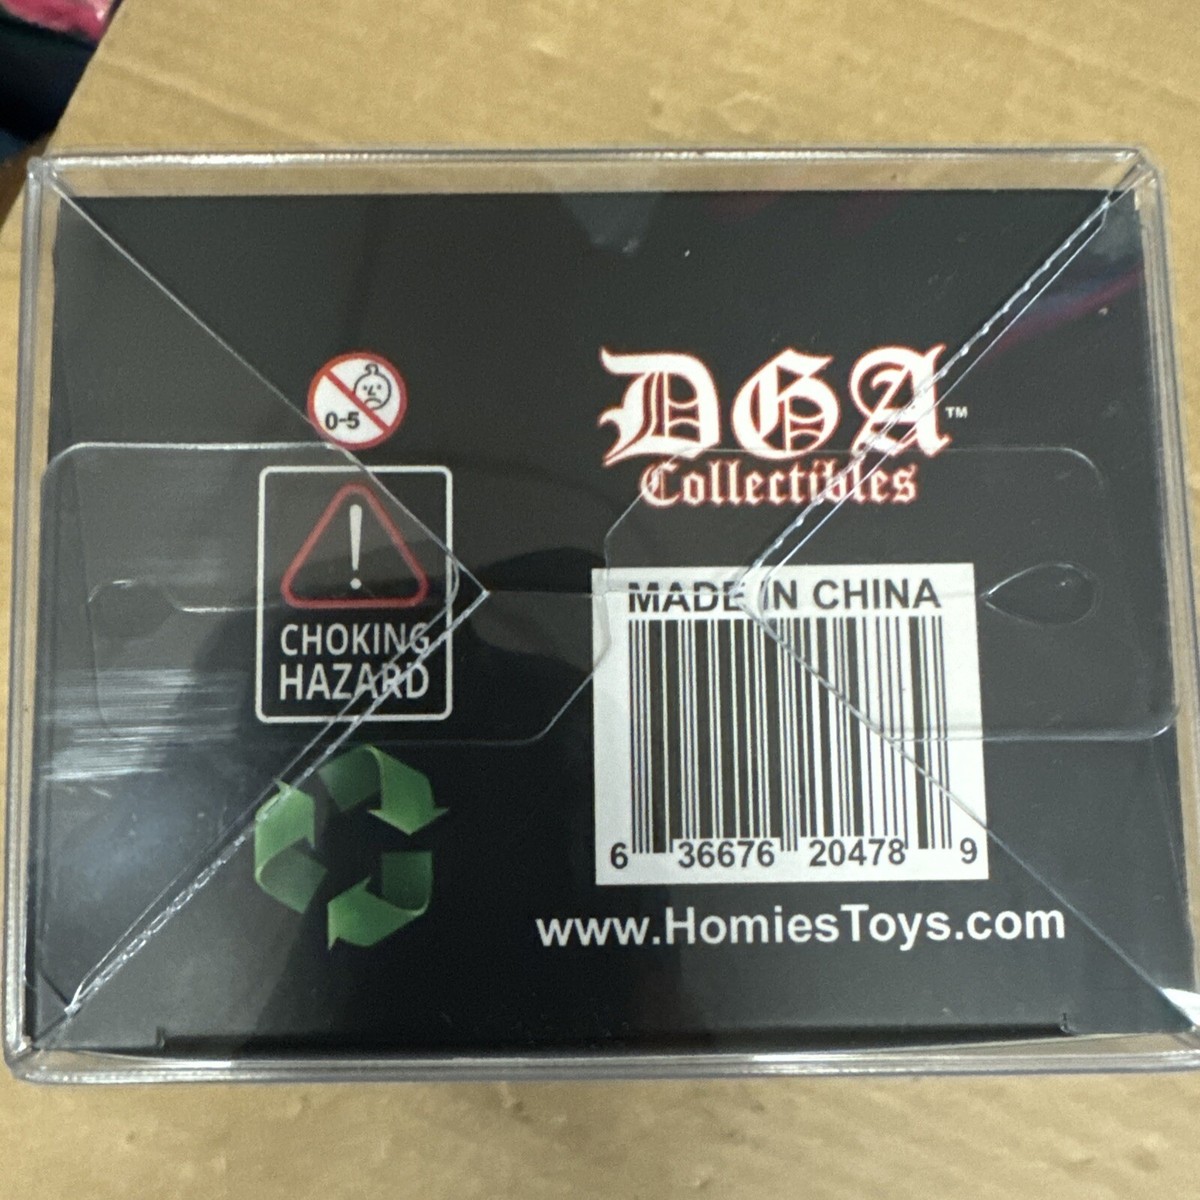 0-5
CHOKING
HAZARD
DGA™
Collectibles
MADE IN CHINA
6 36676 20478 9
www.HomiesToys.com